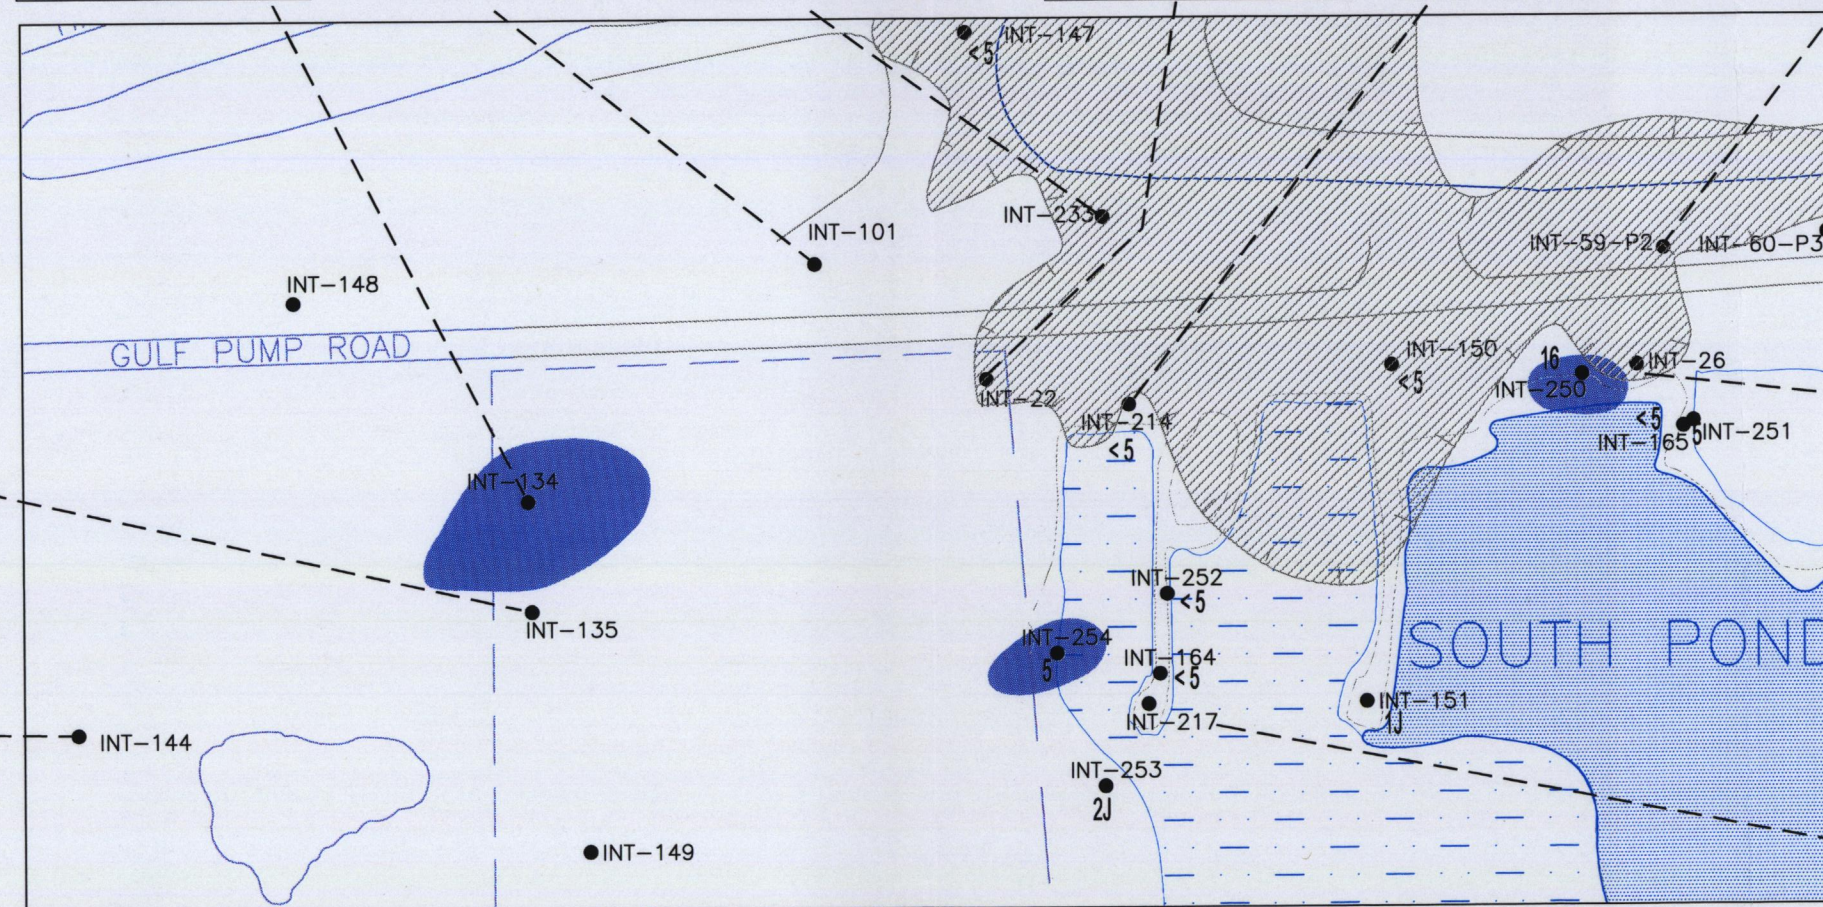 INT-147
<5
INT-233
INT-101
INT--59-P2
INT-60-P3
INT-148
GULF PUMP ROAD
INT-150
<5
16
INT-250
INT-26
INT-22
INT-214
<5
<5
INT-165
5
INT-251
INT-134
INT-252
<5
INT-135
INT-254
5
INT-164
<5
SOUTH POND
INT-217
INT-151
1J
INT-144
INT-253
2J
INT-149